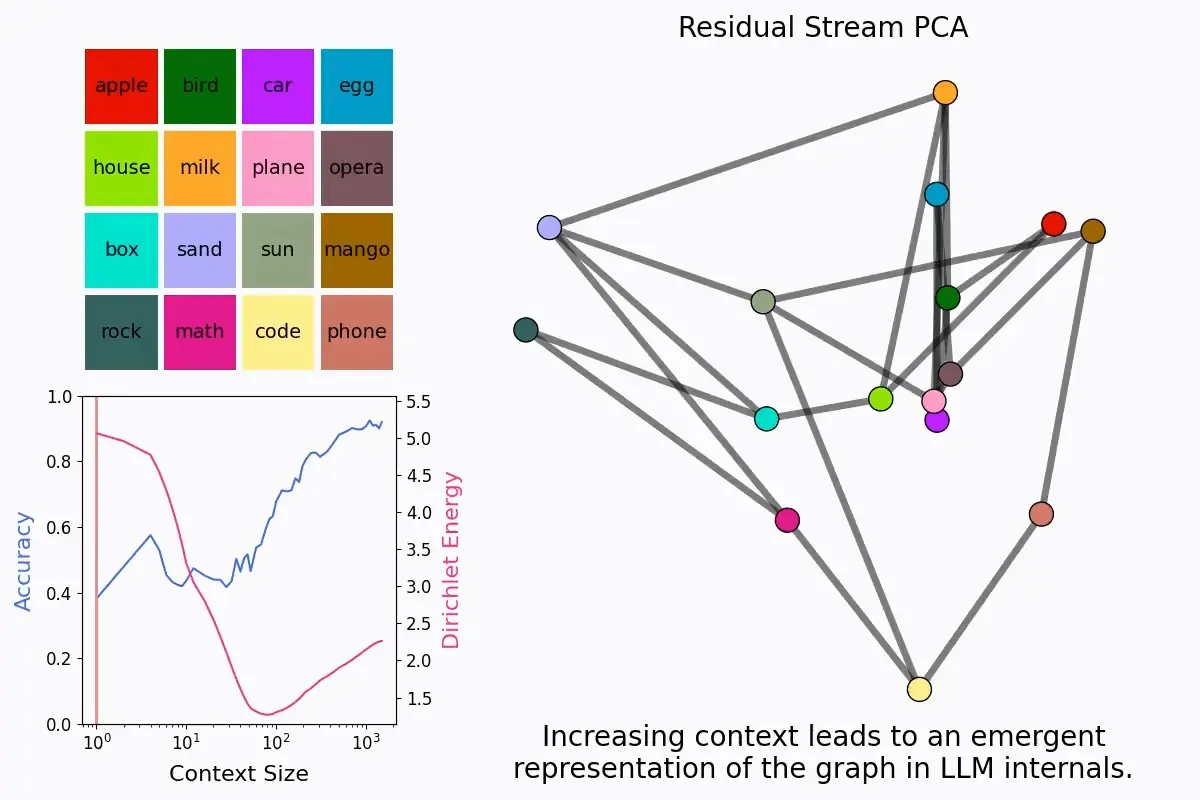 Residual Stream PCA
apple bird car egg
house milk plane opera
box sand sun mango
rock math code phone
1.0
0.8
0.6
0.4
0.2
0.0
Accuracy
5.5
5.0
4.5
4.0
3.5
3.0
2.5
2.0
1.5
Dirichlet Energy
10⁰ 10¹ 10² 10³
Context Size
Increasing context leads to an emergent
representation of the graph in LLM internals.